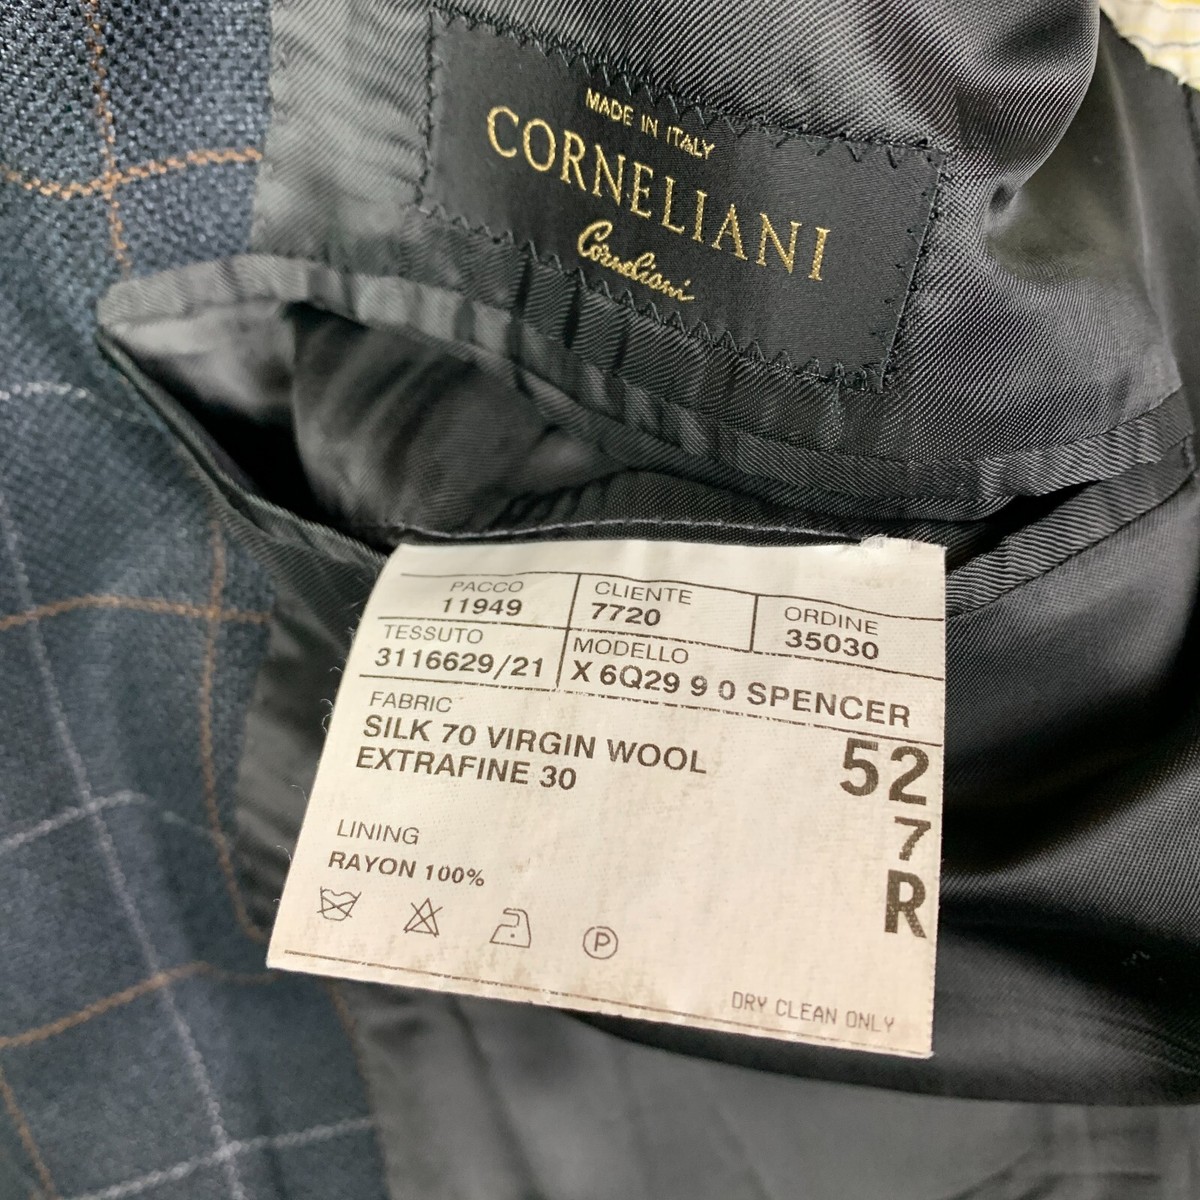 MADE IN ITALY
CORNELIANI
Corneliani
PACCO
11949
CLIENTE
7720
ORDINE
35030
TESSUTO
3116629/21
MODELLO
X 6Q29 9 0 SPENCER
FABRIC
SILK 70 VIRGIN WOOL
EXTRAFINE 30
52
7
R
LINING
RAYON 100%
P
DRY CLEAN ONLY